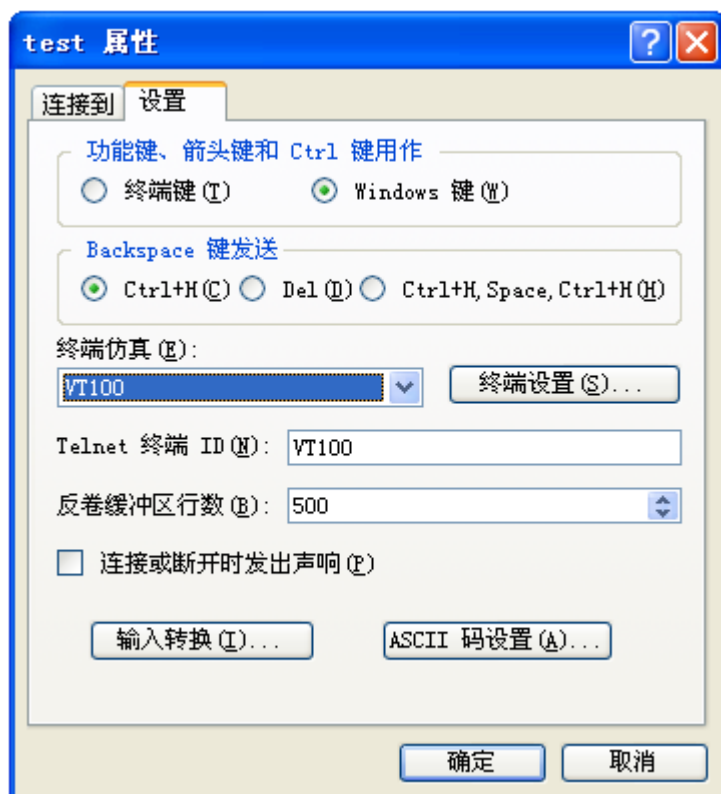 test 属性
连接到 设置
功能键、箭头键和 Ctrl 键用作
终端键(T) Windows 键(W)
Backspace 键发送
Ctrl+H(C) Del(D) Ctrl+H, Space, Ctrl+H(H)
终端仿真(E):
VT100 终端设置(S)...
Telnet 终端 ID(N): VT100
反卷缓冲区行数(B): 500
连接或断开时发出声响(P)
输入转换(I)... ASCII 码设置(A)...
确定 取消